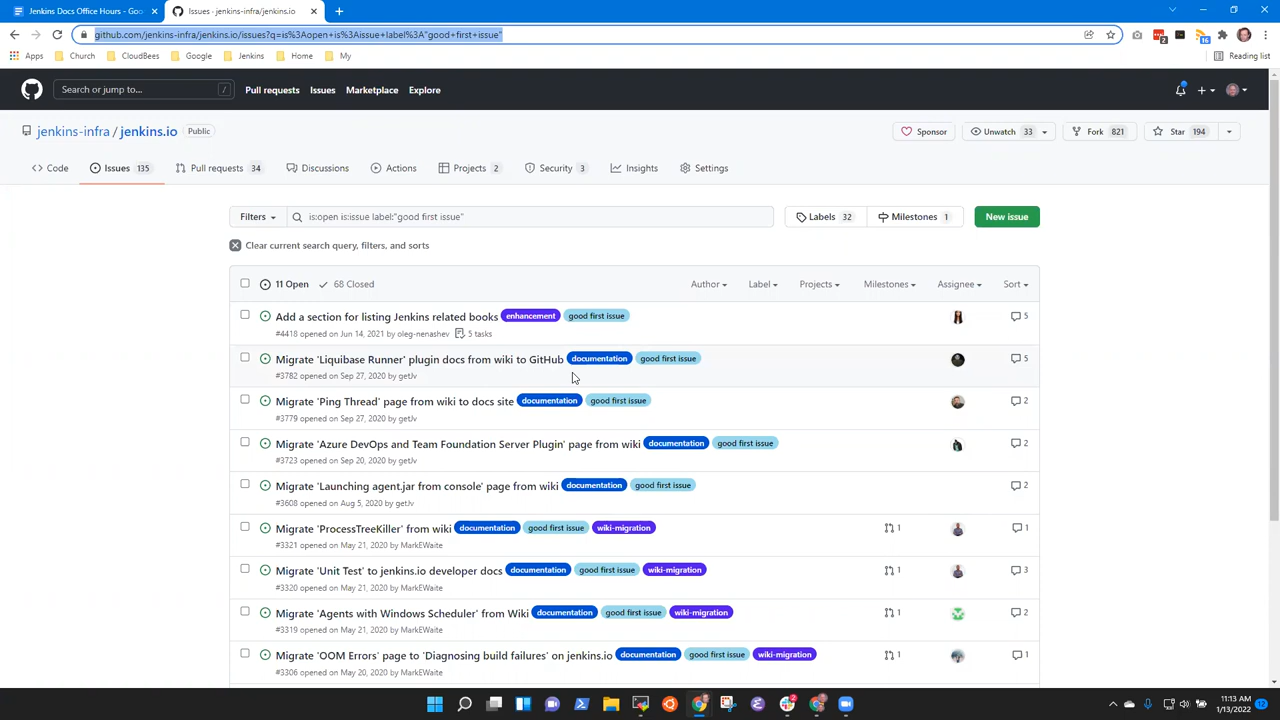 Jenkins Docs Office Hours - Goo
Issues · jenkins-infra/jenkins.io
github.com/jenkins-infra/jenkins.io/issues?q=is%3Aopen+is%3Aissue+label%3A"good+first+issue"
Apps Church CloudBees Google Jenkins Home My Reading list
Search or jump to... / Pull requests Issues Marketplace Explore
jenkins-infra / jenkins.io Public
Sponsor Unwatch 33 Fork 821 Star 194
Code Issues 135 Pull requests 34 Discussions Actions Projects 2 Security 3 Insights Settings
Filters is:open is:issue label:"good first issue" Labels 32 Milestones 1 New issue
Clear current search query, filters, and sorts
11 Open 68 Closed Author Label Projects Milestones Assignee Sort
Add a section for listing Jenkins related books enhancement good first issue 5
#4418 opened on Jun 14, 2021 by oleg-nenashev 5 tasks
Migrate 'Liquibase Runner' plugin docs from wiki to GitHub documentation good first issue 5
#3782 opened on Sep 27, 2020 by getlv
Migrate 'Ping Thread' page from wiki to docs site documentation good first issue 2
#3779 opened on Sep 27, 2020 by getlv
Migrate 'Azure DevOps and Team Foundation Server Plugin' page from wiki documentation good first issue 2
#3723 opened on Sep 20, 2020 by getlv
Migrate 'Launching agent.jar from console' page from wiki documentation good first issue 2
#3608 opened on Aug 5, 2020 by getlv
Migrate 'ProcessTreeKiller' from wiki documentation good first issue wiki-migration 1 1
#3321 opened on May 21, 2020 by MarkEWaite
Migrate 'Unit Test' to jenkins.io developer docs documentation good first issue wiki-migration 1 3
#3320 opened on May 21, 2020 by MarkEWaite
Migrate 'Agents with Windows Scheduler' from Wiki documentation good first issue wiki-migration 1 2
#3319 opened on May 21, 2020 by MarkEWaite
Migrate 'OOM Errors' page to 'Diagnosing build failures' on jenkins.io documentation good first issue wiki-migration 1 1
#3306 opened on May 20, 2020 by MarkEWaite
11:13 AM
1/13/2022